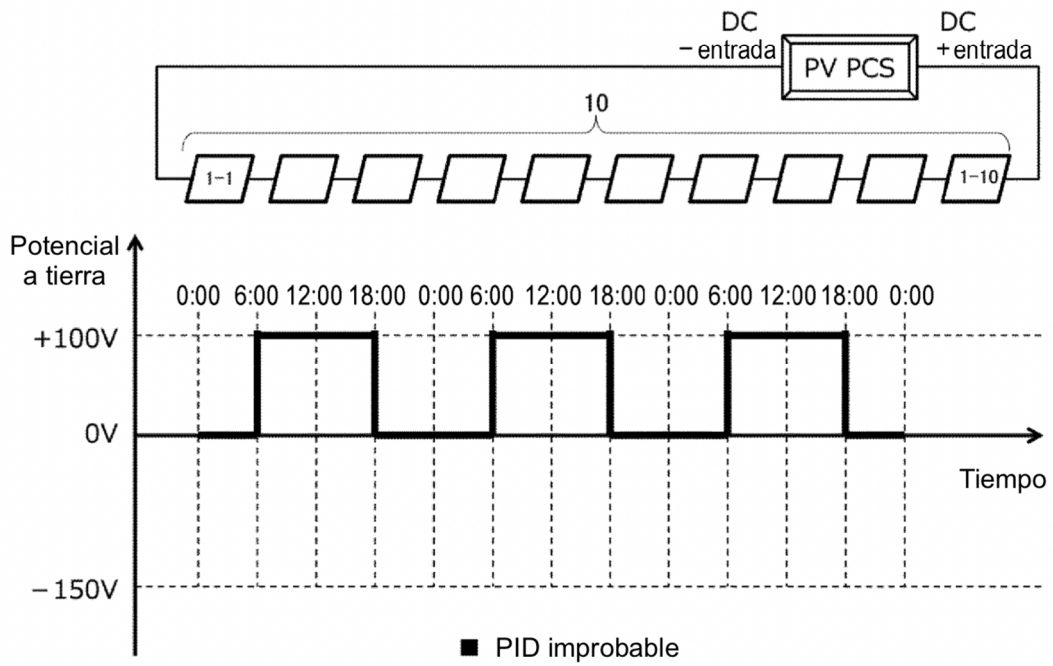 DC
− entrada
PV PCS
DC
+ entrada
10
1-1
1-10
Potencial
a tierra
0:00 6:00 12:00 18:00 0:00 6:00 12:00 18:00 0:00 6:00 12:00 18:00 0:00
+100V
0V
Tiempo
−150V
■ PID improbable